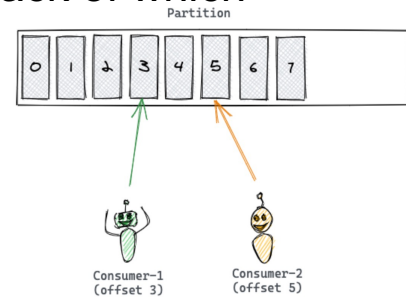 Partition
0 1 2 3 4 5 6 7
Consumer-1
(offset 3)
Consumer-2
(offset 5)